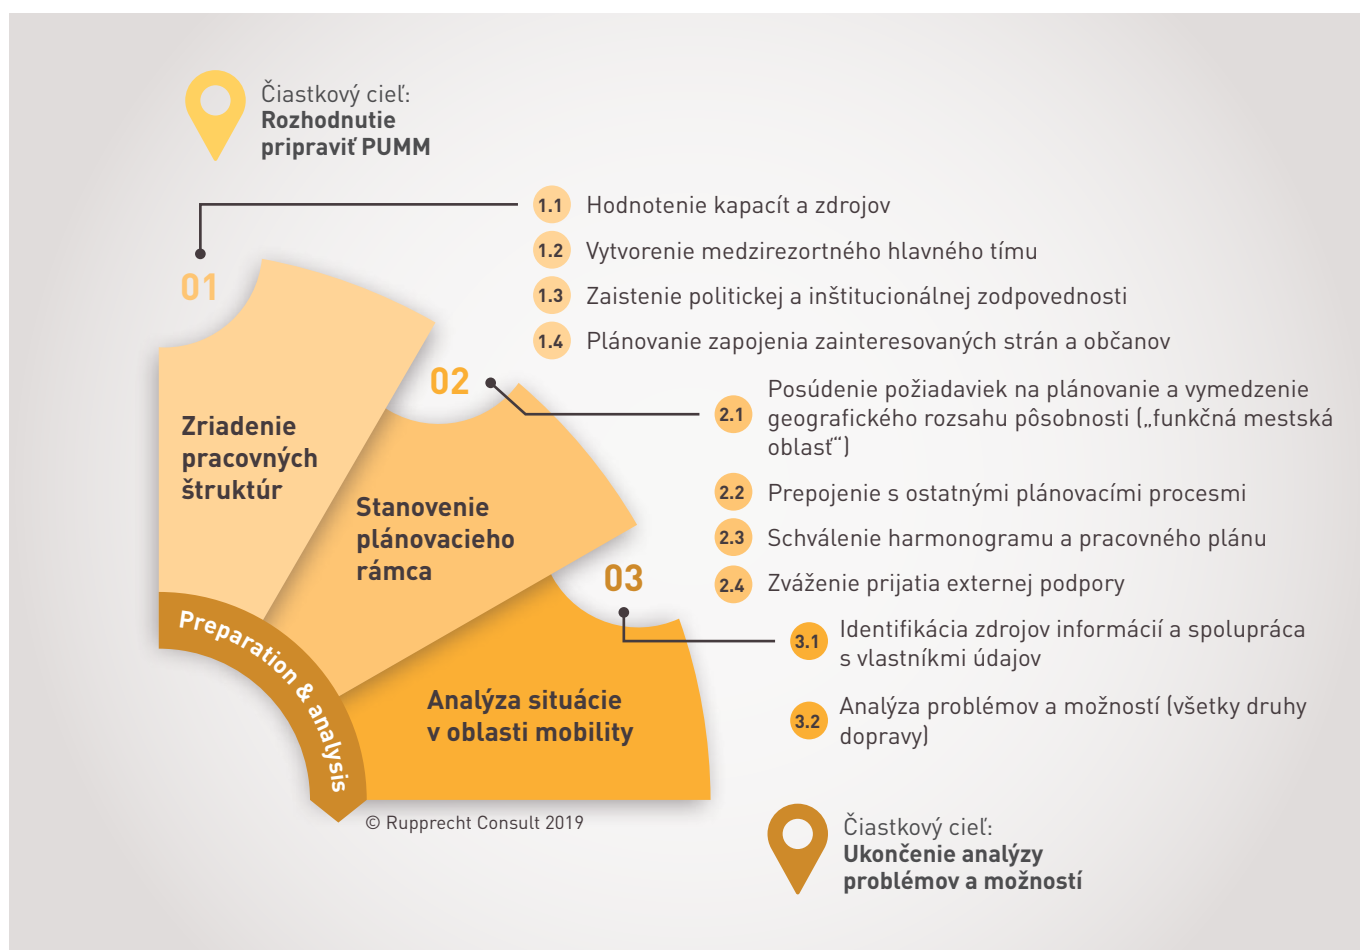 Čiastkový cieľ:
Rozhodnutie
pripraviť PUMM
01
1.1 Hodnotenie kapacít a zdrojov
1.2 Vytvorenie medzirezortného hlavného tímu
1.3 Zaistenie politickej a inštitucionálnej zodpovednosti
1.4 Plánovanie zapojenia zainteresovaných strán a občanov
Zriadenie
pracovných
štruktúr
02
2.1 Posúdenie požiadaviek na plánovanie a vymedzenie
geografického rozsahu pôsobnosti („funkčná mestská
oblasť“)
2.2 Prepojenie s ostatnými plánovacími procesmi
2.3 Schválenie harmonogramu a pracovného plánu
2.4 Zváženie prijatia externej podpory
Stanovenie
plánovacieho
rámca
03
3.1 Identifikácia zdrojov informácií a spolupráca
s vlastníkmi údajov
3.2 Analýza problémov a možností (všetky druhy
dopravy)
Analýza situácie
v oblasti mobility
Preparation & analysis
© Rupprecht Consult 2019
Čiastkový cieľ:
Ukončenie analýzy
problémov a možností